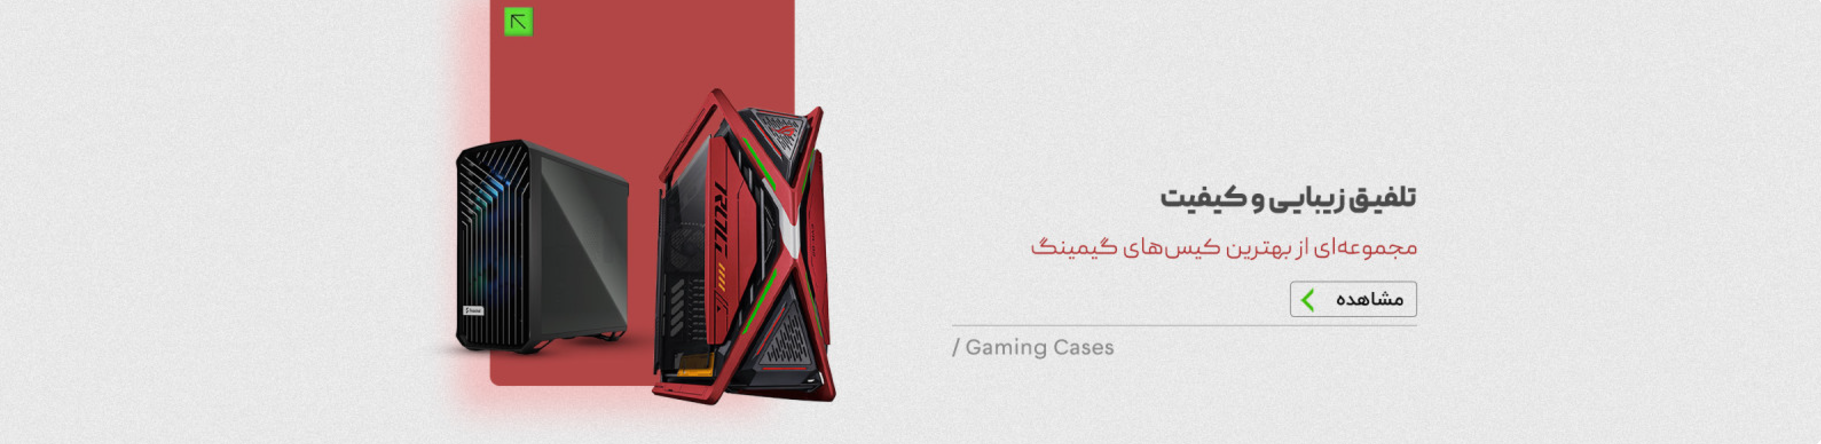 تلفیق زیبایی و کیفیت
مجموعه‌ای از بهترین کیس‌های گیمینگ
مشاهده
/ Gaming Cases